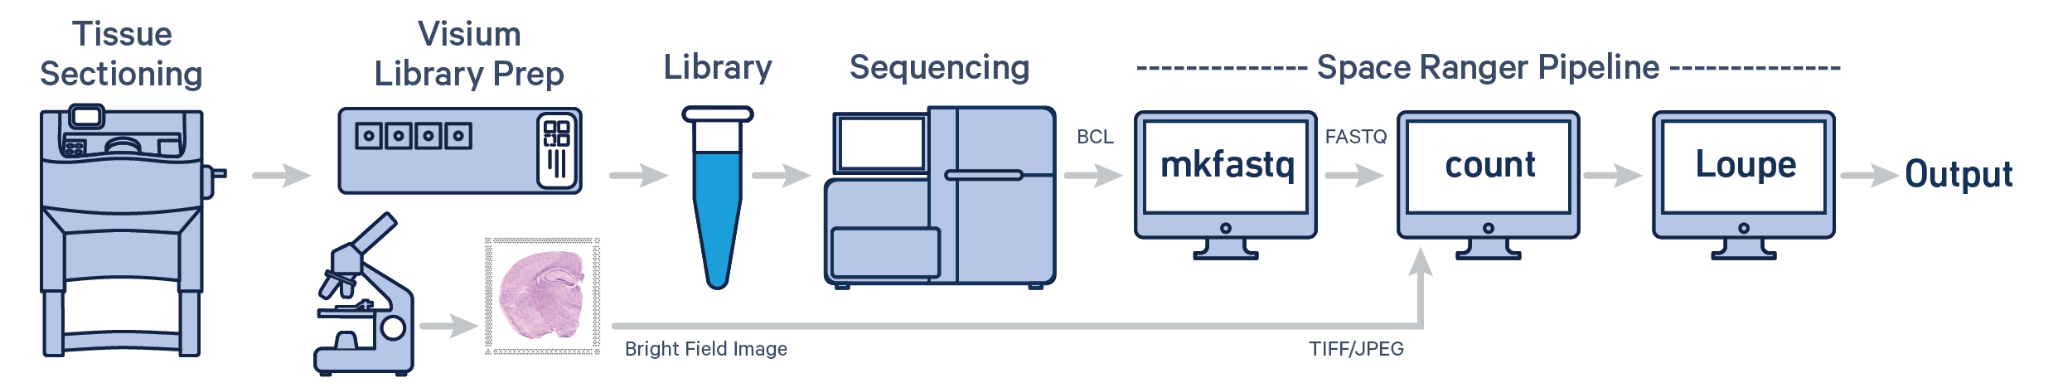 Tissue
Sectioning
Visium
Library Prep
Library
Sequencing
Space Ranger Pipeline
BCL
mkfastq
FASTQ
count
Loupe
Output
Bright Field Image
TIFF/JPEG